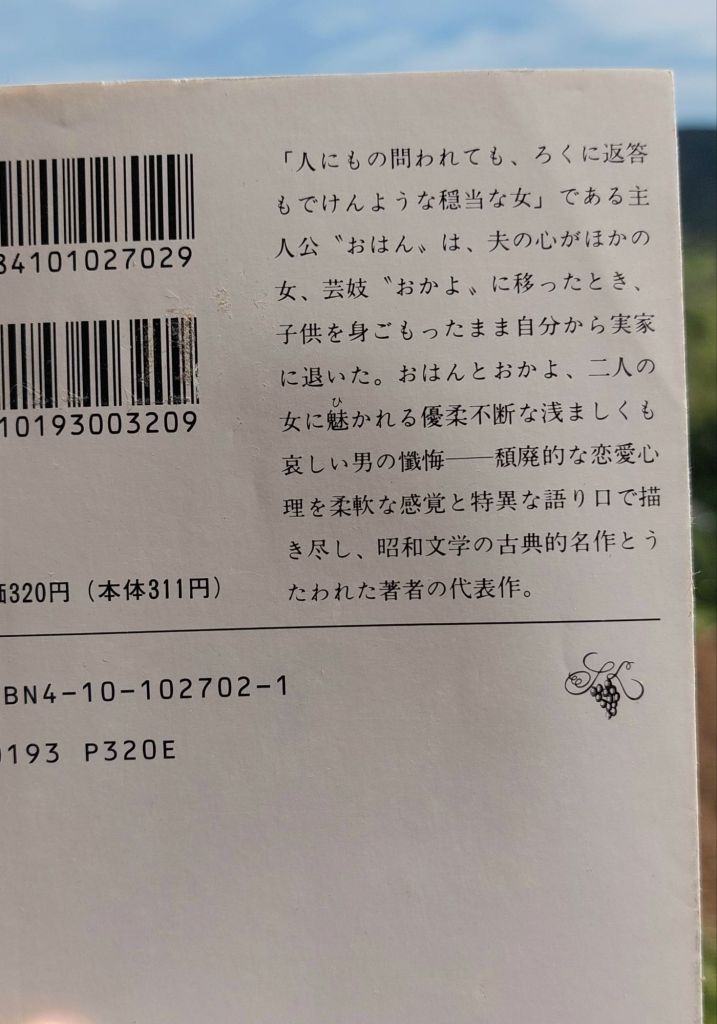 84101027029
10193003209
価320円（本体311円）
「人にもの問われても、ろくに返答
もでけんような穏当な女」である主
人公〝おはん〟は、夫の心がほかの
女、芸妓〝おかよ〟に移ったとき、
子供を身ごもったまま自分から実家
に退いた。おはんとおかよ、二人の
女に魅かれる優柔不断な浅ましくも
哀しい男の懺悔――頽廃的な恋愛心
理を柔軟な感覚と特異な語り口で描
き尽し、昭和文学の古典的名作とう
たわれた著者の代表作。
BN4-10-102702-1
0193 P320E